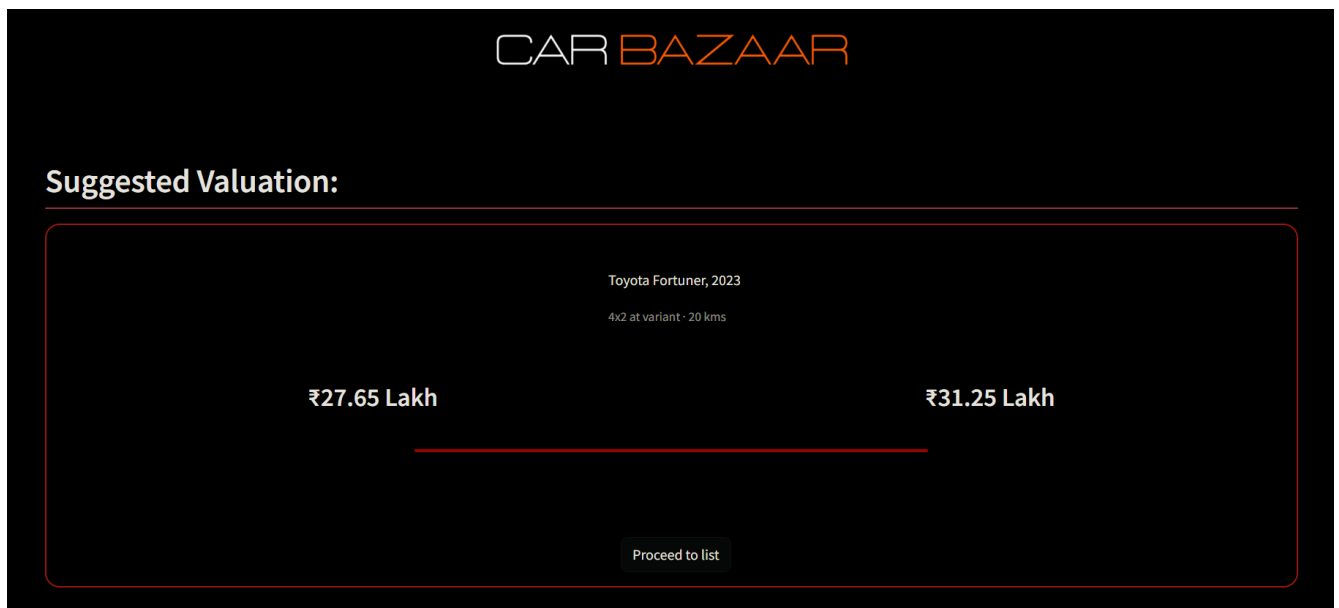 CAR BAZAAR
Suggested Valuation:
Toyota Fortuner, 2023
4x2 at variant · 20 kms
₹27.65 Lakh
₹31.25 Lakh
Proceed to list